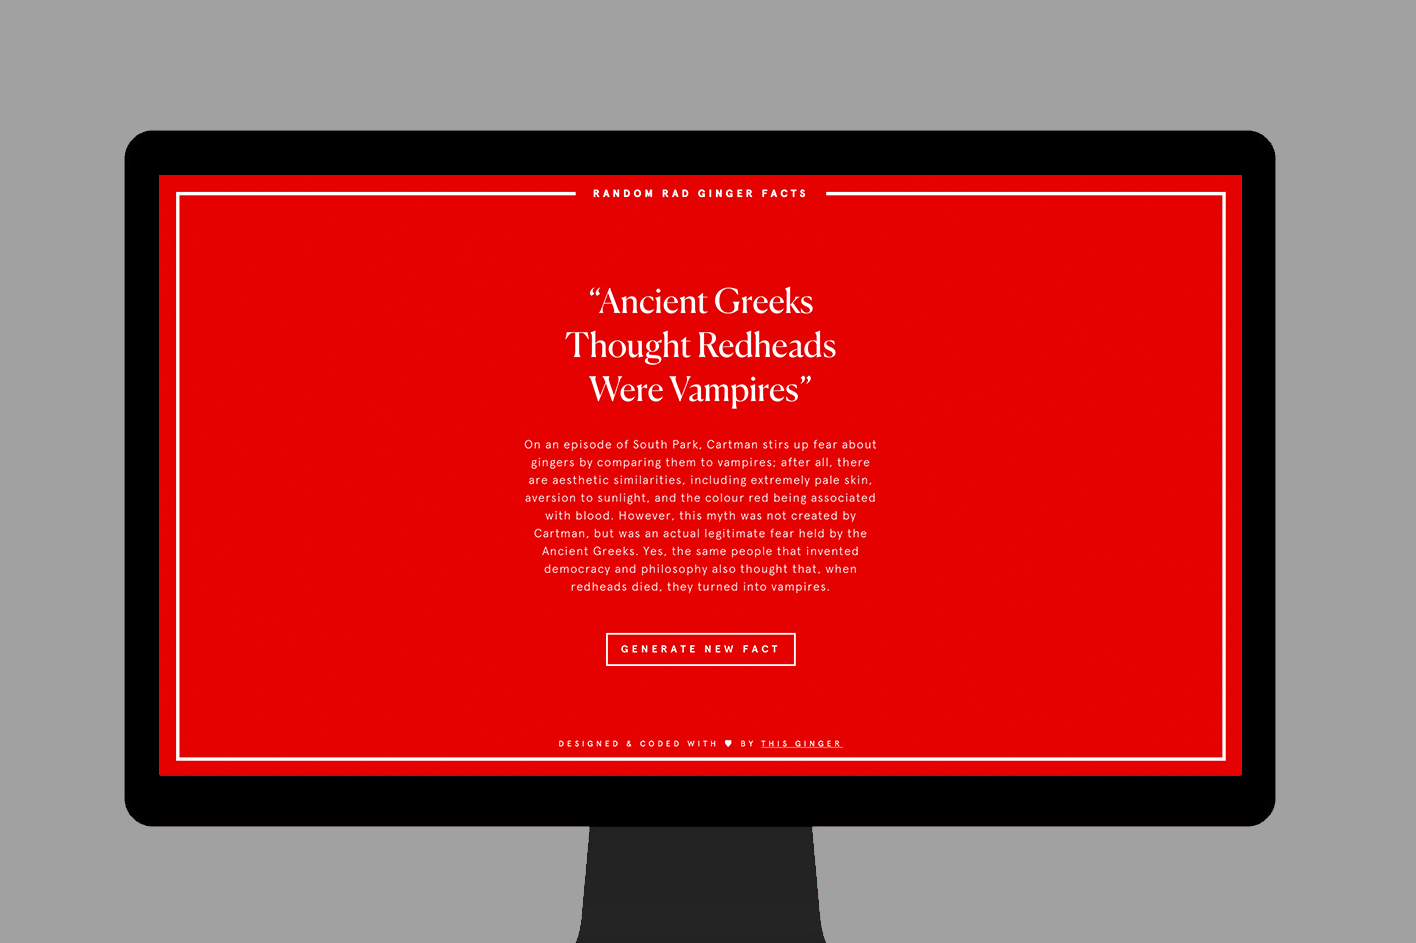 RANDOM RAD GINGER FACTS
“Ancient Greeks
Thought Redheads
Were Vampires”
On an episode of South Park, Cartman stirs up fear about
gingers by comparing them to vampires; after all, there
are aesthetic similarities, including extremely pale skin,
aversion to sunlight, and the colour red being associated
with blood. However, this myth was not created by
Cartman, but was an actual legitimate fear held by the
Ancient Greeks. Yes, the same people that invented
democracy and philosophy also thought that, when
redheads died, they turned into vampires.
GENERATE NEW FACT
DESIGNED & CODED WITH ♥ BY THIS GINGER